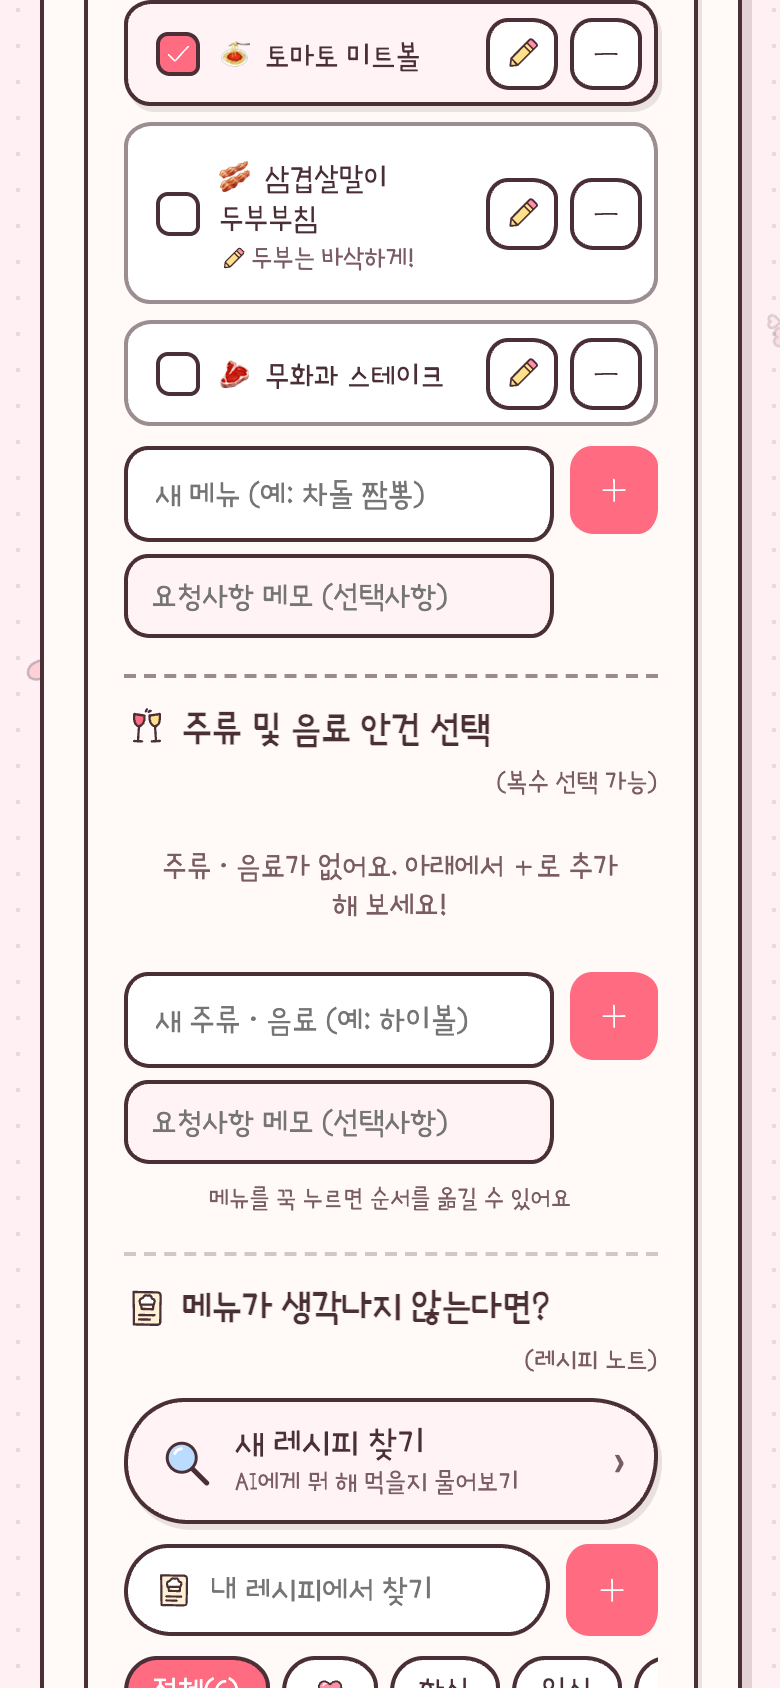 토마토 미트볼
삼겹살말이
두부부침
두부는 바삭하게!
무화과 스테이크
새 메뉴 (예: 차돌 짬뽕)
+
요청사항 메모 (선택사항)
주류 및 음료 안건 선택
(복수 선택 가능)
주류 · 음료가 없어요. 아래에서 +로 추가
해 보세요!
새 주류 · 음료 (예: 하이볼)
+
요청사항 메모 (선택사항)
메뉴를 꾹 누르면 순서를 옮길 수 있어요
메뉴가 생각나지 않는다면?
(레시피 노트)
새 레시피 찾기
AI에게 뭐 해 먹을지 물어보기
내 레시피에서 찾기
+
전체(6)
한식